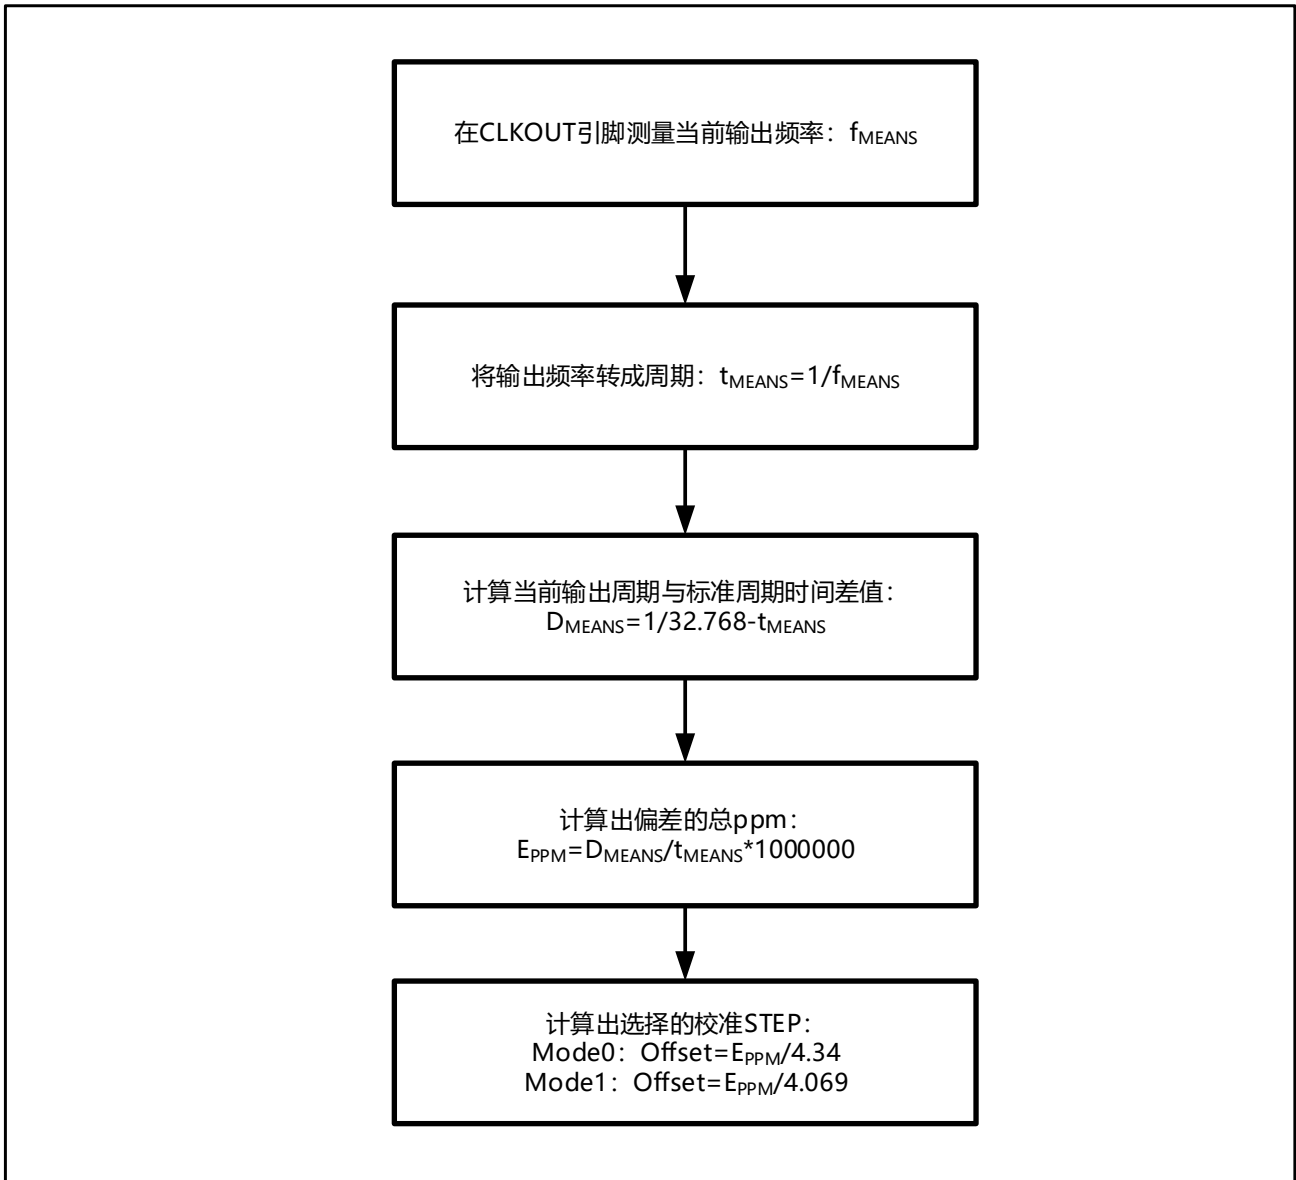 在CLKOUT引脚测量当前输出频率：fMEANS
将输出频率转成周期：tMEANS=1/fMEANS
计算当前输出周期与标准周期时间差值：
DMEANS=1/32.768-tMEANS
计算出偏差的总ppm：
EPPM=DMEANS/tMEANS*1000000
计算出选择的校准STEP：
Mode0：Offset=EPPM/4.34
Mode1：Offset=EPPM/4.069